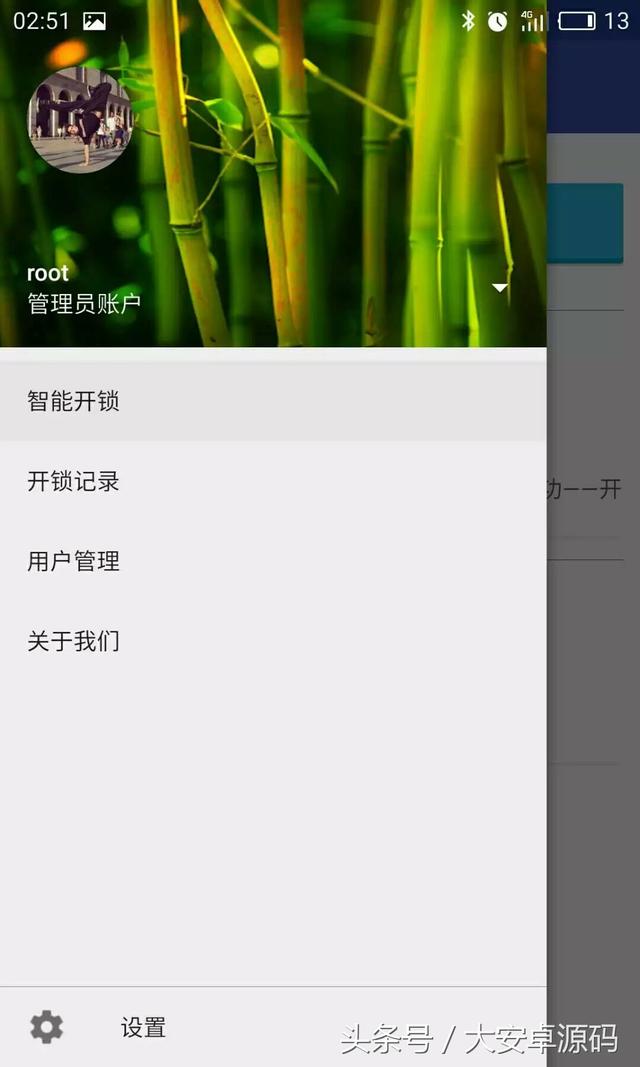 02:51 4G 13
root
管理员账户
智能开锁
开锁记录
功——开
用户管理
关于我们
设置
头条号 / 大安卓源码